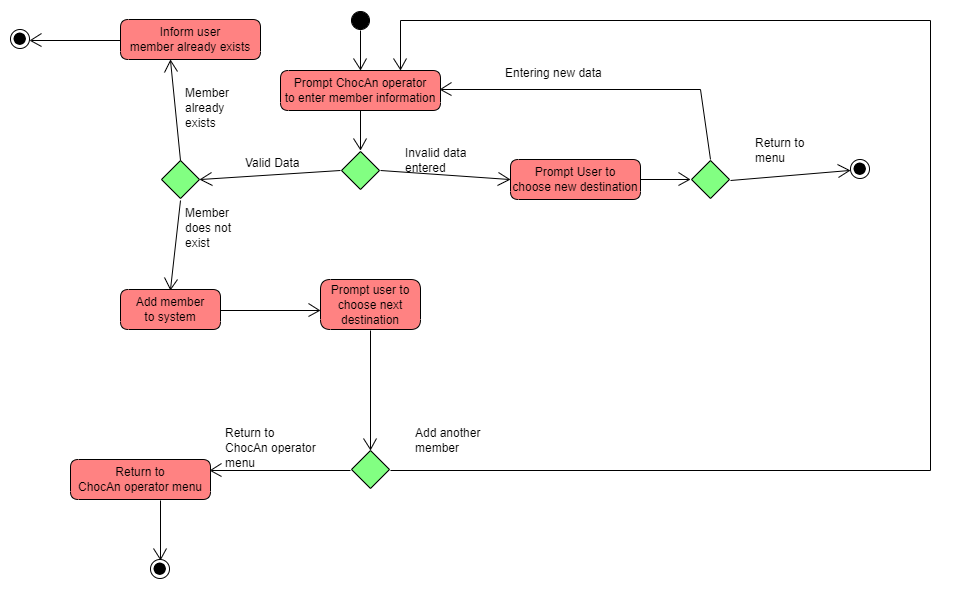 Inform user
member already exists
Prompt ChocAn operator
to enter member information
Entering new data
Member
already
exists
Valid Data
Invalid data
entered
Prompt User to
choose new destination
Return to
menu
Member
does not
exist
Add member
to system
Prompt user to
choose next
destination
Return to
ChocAn operator
menu
Add another
member
Return to
ChocAn operator menu